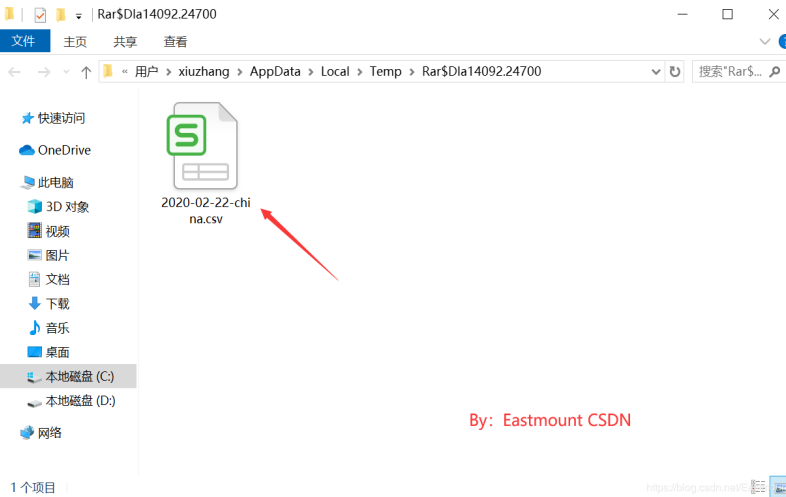 Rar$DIa14092.24700
文件 主页 共享 查看
« 用户 › xiuzhang › AppData › Local › Temp › Rar$DIa14092.24700
搜索"Rar$...
快速访问
OneDrive
此电脑
3D 对象
视频
图片
文档
下载
音乐
桌面
本地磁盘 (C:)
本地磁盘 (D:)
网络
S
2020-02-22-chi
na.csv
By：Eastmount CSDN
1 个项目